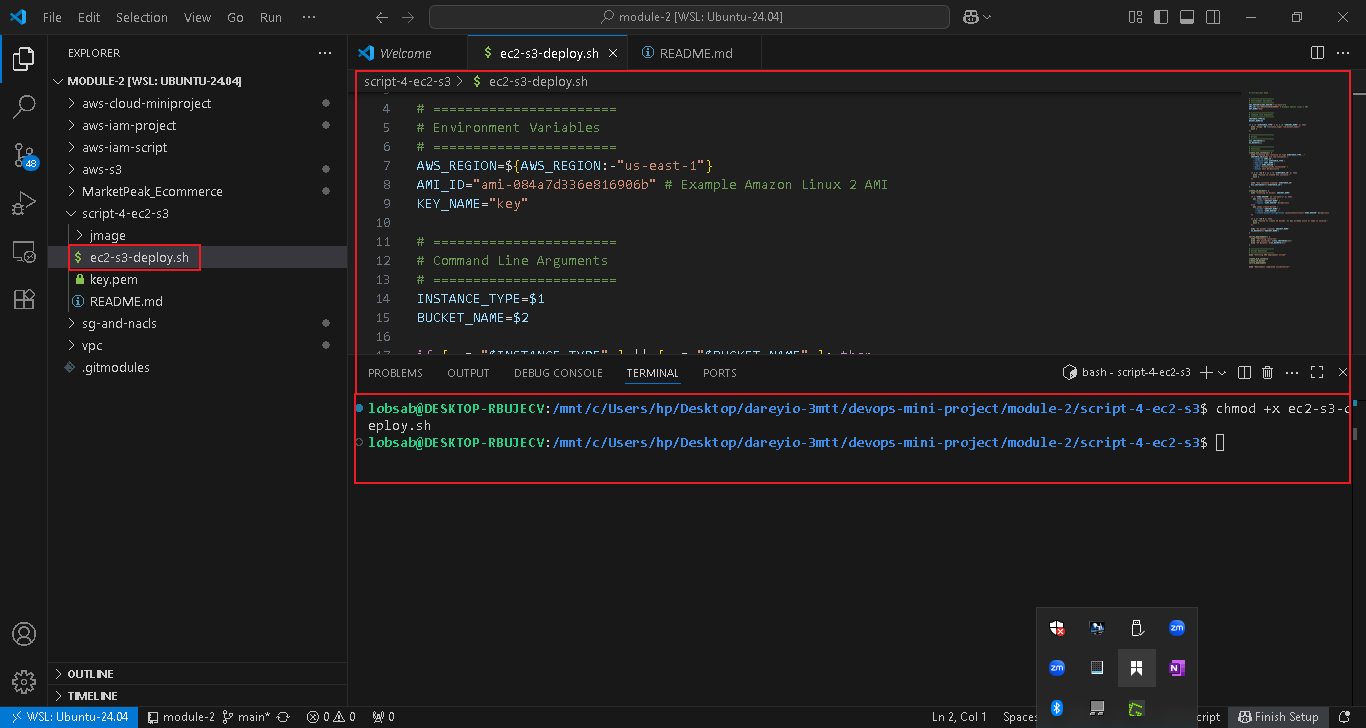 File Edit Selection View Go Run ··· module-2 [WSL: Ubuntu-24.04]
EXPLORER ···
MODULE-2 [WSL: UBUNTU-24.04]
aws-cloud-miniproject
aws-iam-project
aws-iam-script
aws-s3
MarketPeak_Ecommerce
script-4-ec2-s3
jmage
$ ec2-s3-deploy.sh
key.pem
README.md
sg-and-nacls
vpc
.gitmodules
48
OUTLINE
TIMELINE
Welcome $ ec2-s3-deploy.sh README.md
script-4-ec2-s3 > $ ec2-s3-deploy.sh
4 # =======================
5 # Environment Variables
6 # =======================
7 AWS_REGION=${AWS_REGION:-"us-east-1"}
8 AMI_ID="ami-084a7d336e816906b" # Example Amazon Linux 2 AMI
9 KEY_NAME="key"
10
11 # =======================
12 # Command Line Arguments
13 # =======================
14 INSTANCE_TYPE=$1
15 BUCKET_NAME=$2
16
PROBLEMS OUTPUT DEBUG CONSOLE TERMINAL PORTS bash - script-4-ec2-s3
lobsab@DESKTOP-RBUJECV:/mnt/c/Users/hp/Desktop/dareyio-3mtt/devops-mini-project/module-2/script-4-ec2-s3$ chmod +x ec2-s3-d
eploy.sh
lobsab@DESKTOP-RBUJECV:/mnt/c/Users/hp/Desktop/dareyio-3mtt/devops-mini-project/module-2/script-4-ec2-s3$
zm
zm
N
WSL: Ubuntu-24.04 module-2 main* 0 0 0 Ln 2, Col 1 Finish Setup